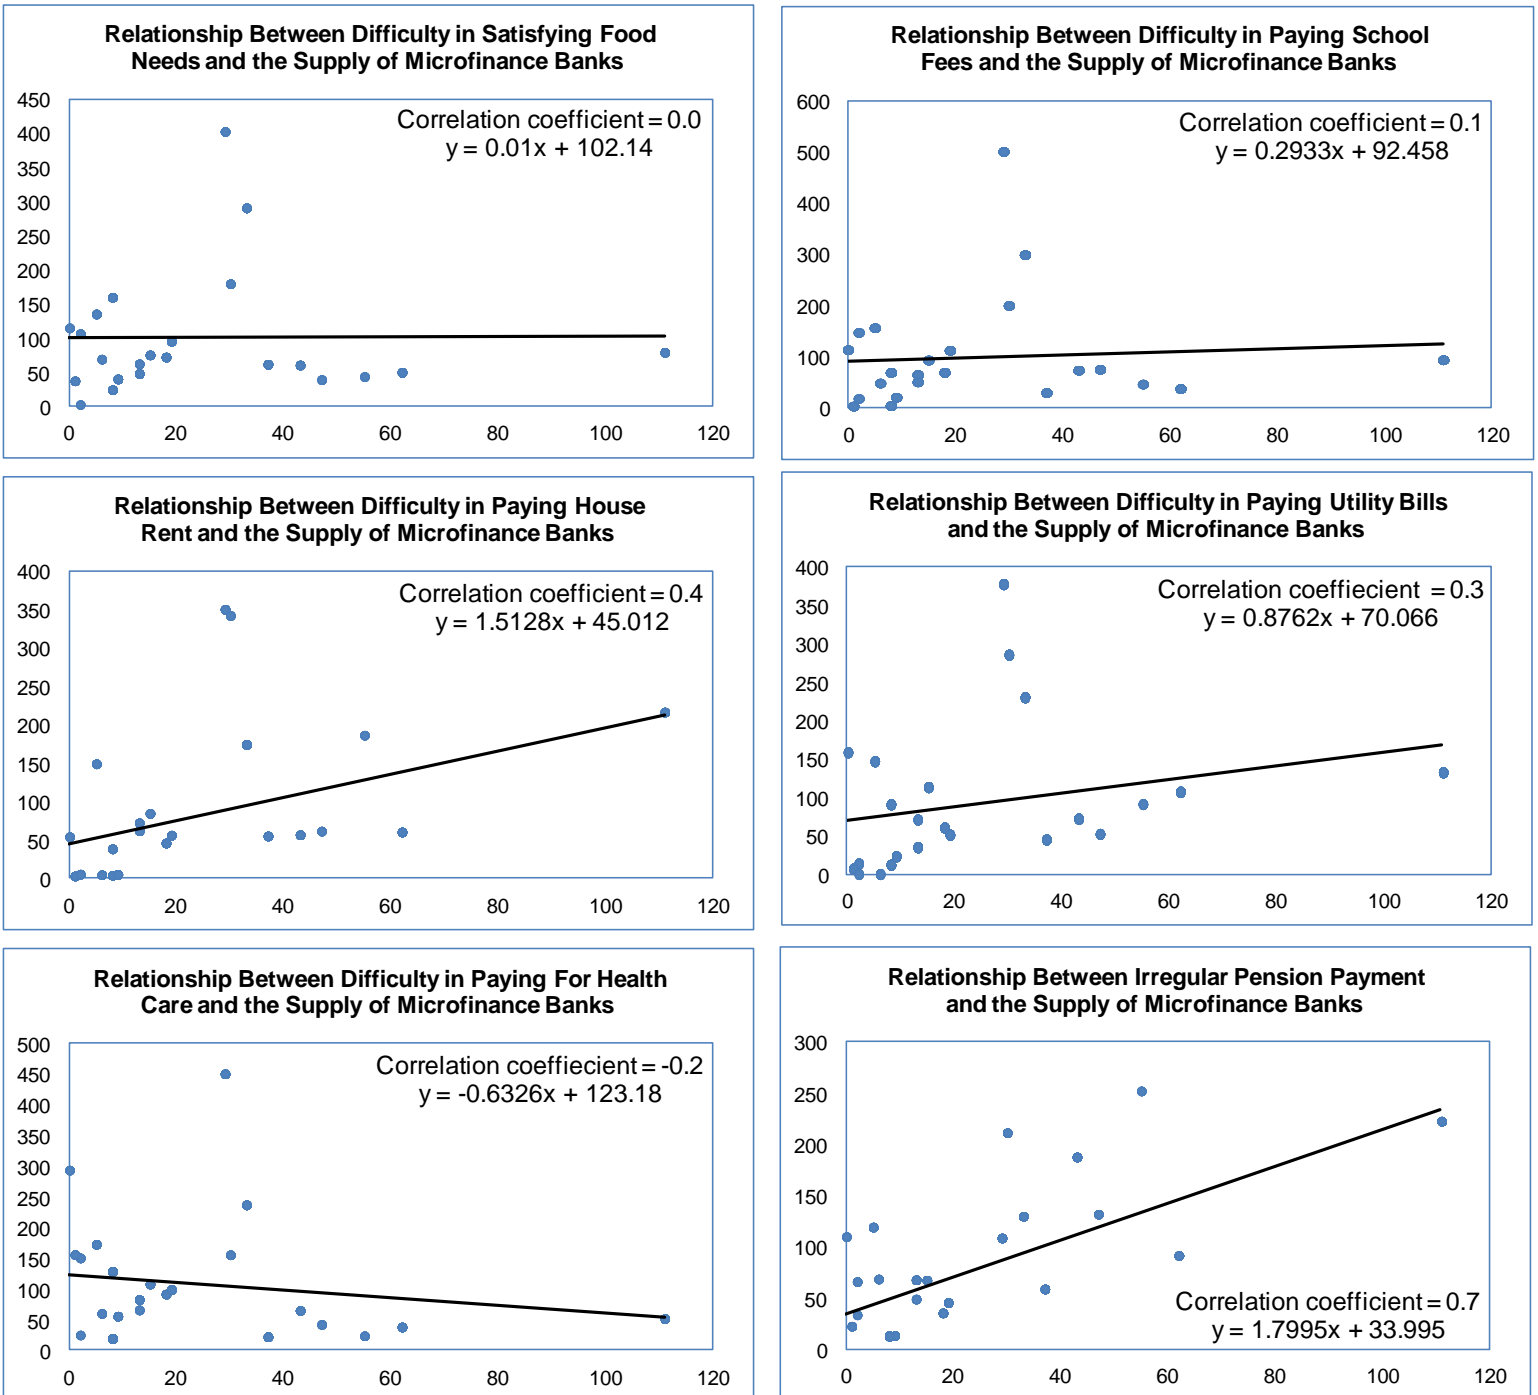 Relationship Between Difficulty in Satisfying Food
Needs and the Supply of Microfinance Banks
Correlation coefficient = 0.0
y = 0.01x + 102.14
450
400
350
300
250
200
150
100
50
0
0 20 40 60 80 100 120
Relationship Between Difficulty in Paying School
Fees and the Supply of Microfinance Banks
Correlation coefficient = 0.1
y = 0.2933x + 92.458
600
500
400
300
200
100
0
0 20 40 60 80 100 120
Relationship Between Difficulty in Paying House
Rent and the Supply of Microfinance Banks
Correlation coefficient = 0.4
y = 1.5128x + 45.012
400
350
300
250
200
150
100
50
0
0 20 40 60 80 100 120
Relationship Between Difficulty in Paying Utility Bills
and the Supply of Microfinance Banks
Correlation coeffiecient = 0.3
y = 0.8762x + 70.066
400
350
300
250
200
150
100
50
0
0 20 40 60 80 100 120
Relationship Between Difficulty in Paying For Health
Care and the Supply of Microfinance Banks
Correlation coeffiecient = -0.2
y = -0.6326x + 123.18
500
450
400
350
300
250
200
150
100
50
0
0 20 40 60 80 100 120
Relationship Between Irregular Pension Payment
and the Supply of Microfinance Banks
300
250
200
150
100
50
0
Correlation coefficient = 0.7
y = 1.7995x + 33.995
0 20 40 60 80 100 120